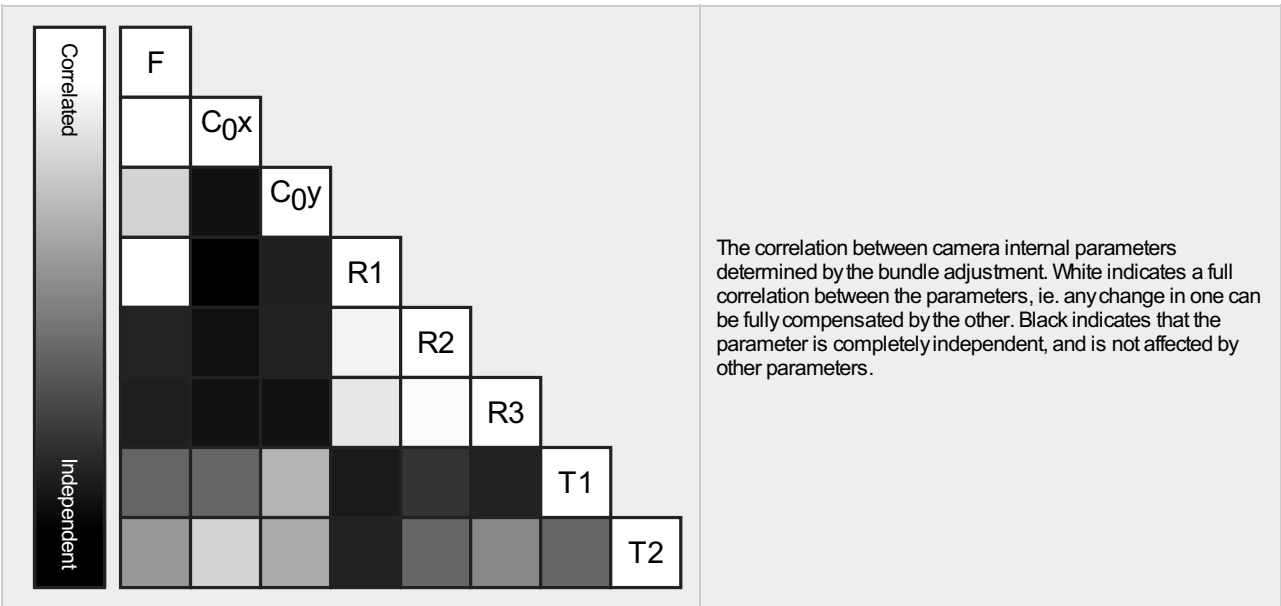 Correlated
Independent
F
C0x
C0y
R1
R2
R3
T1
T2
The correlation between camera internal parameters
determined by the bundle adjustment. White indicates a full
correlation between the parameters, ie. any change in one can
be fully compensated by the other. Black indicates that the
parameter is completely independent, and is not affected by
other parameters.